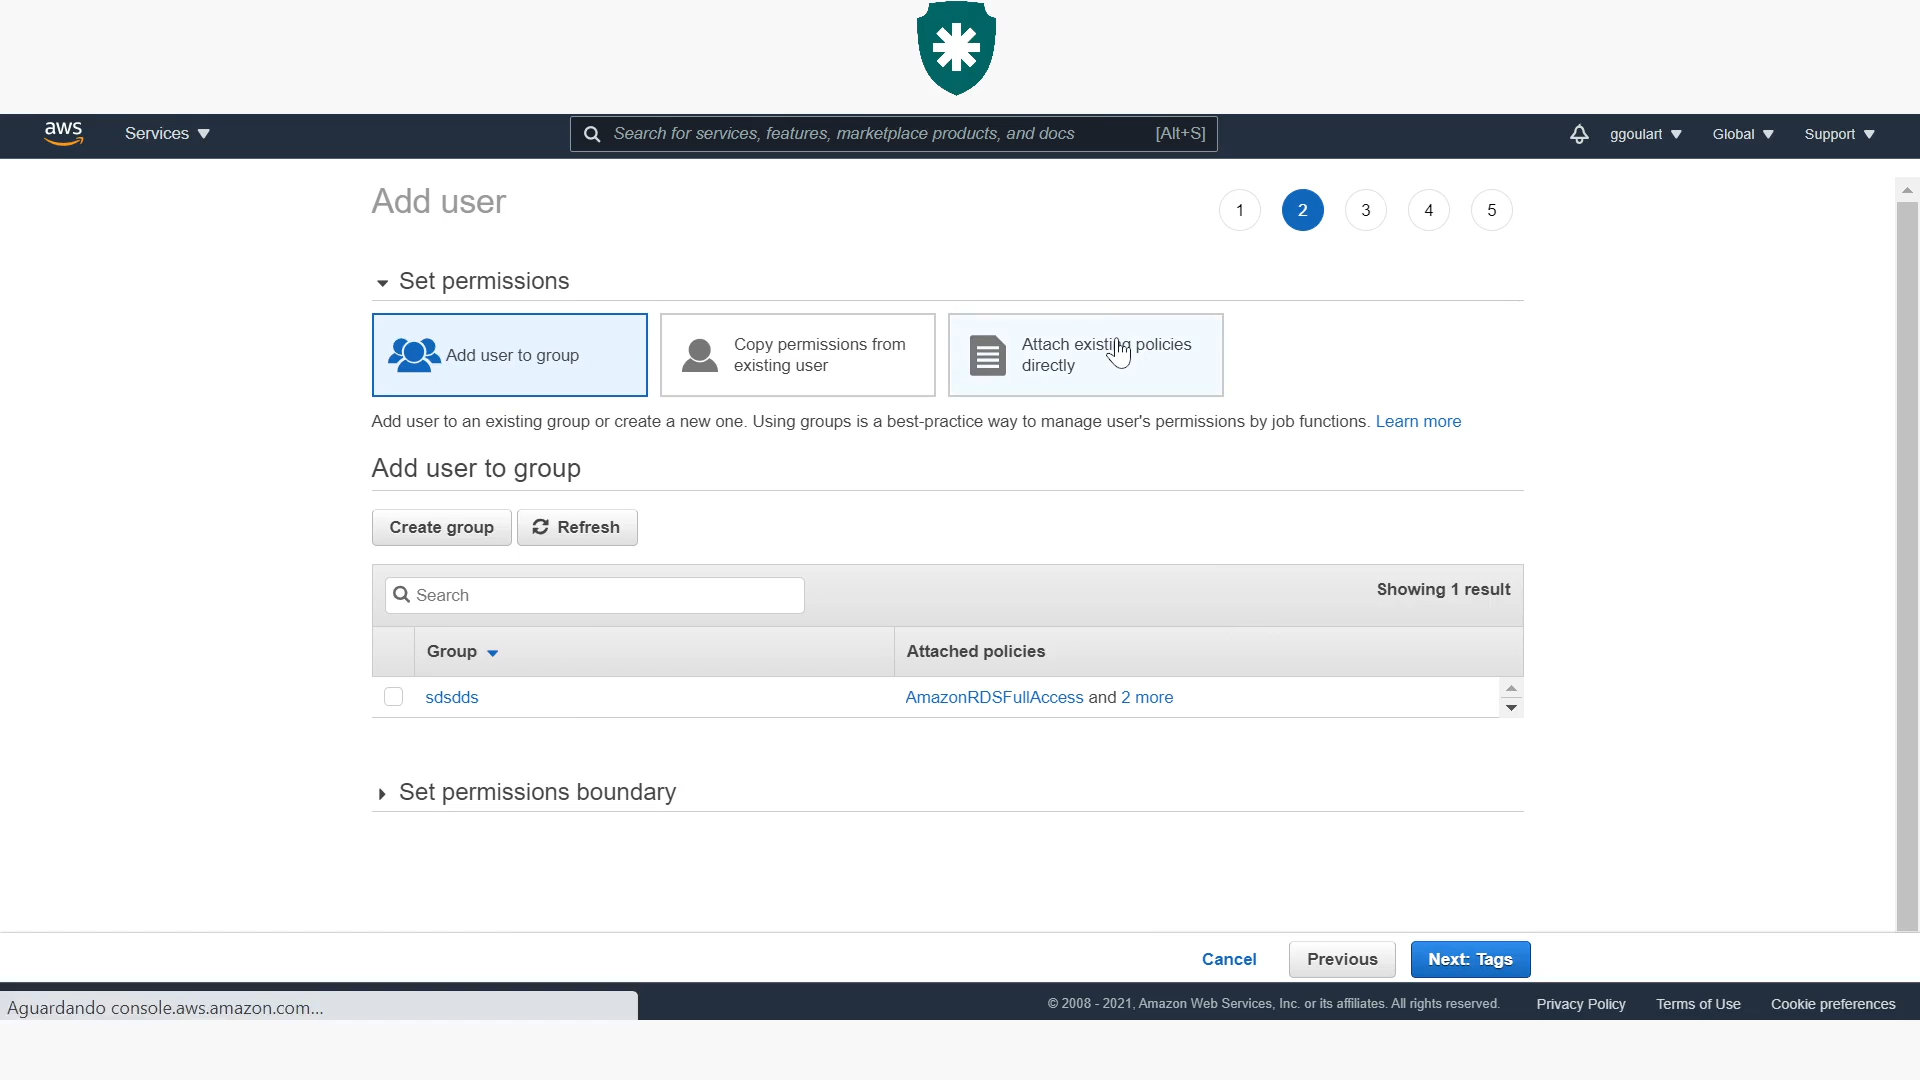 aws
Services
Search for services, features, marketplace products, and docs [Alt+S]
ggoulart
Global
Support
Add user
1 2 3 4 5
Set permissions
Add user to group
Copy permissions from
existing user
Attach existing policies
directly
Add user to an existing group or create a new one. Using groups is a best-practice way to manage user's permissions by job functions. Learn more
Add user to group
Create group
Refresh
Search
Showing 1 result
Group
Attached policies
sdsdds
AmazonRDSFullAccess and 2 more
Set permissions boundary
Cancel
Previous
Next: Tags
Aguardando console.aws.amazon.com...
© 2008 - 2021, Amazon Web Services, Inc. or its affiliates. All rights reserved.
Privacy Policy
Terms of Use
Cookie preferences